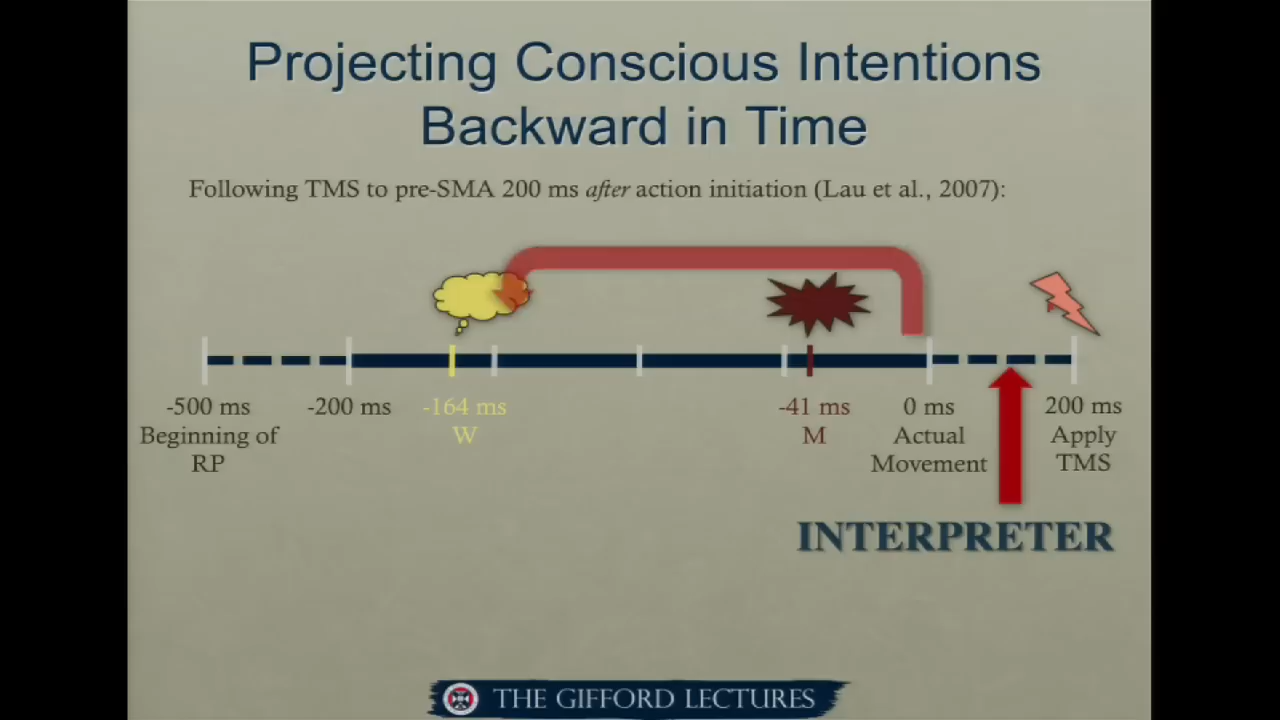 Projecting Conscious Intentions
Backward in Time
Following TMS to pre-SMA 200 ms after action initiation (Lau et al., 2007):
-500 ms
Beginning of
RP
-200 ms
-164 ms
W
-41 ms
M
0 ms
Actual
Movement
200 ms
Apply
TMS
INTERPRETER
THE GIFFORD LECTURES